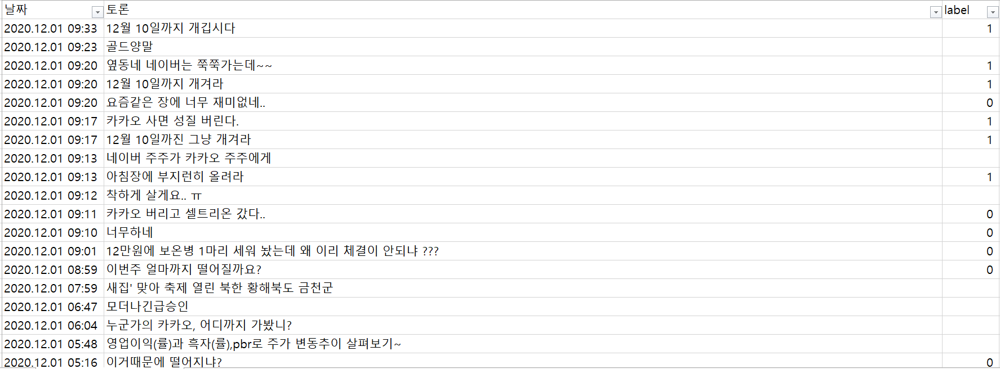 날짜 토론 label
2020.12.01 09:33 12월 10일까지 개깁시다 1
2020.12.01 09:23 골드양말
2020.12.01 09:20 옆동네 네이버는 쭉쭉가는데~~ 1
2020.12.01 09:20 12월 10일까지 개겨라 1
2020.12.01 09:20 요즘같은 장에 너무 재미없네.. 0
2020.12.01 09:17 카카오 사면 성질 버린다. 1
2020.12.01 09:17 12월 10일까진 그냥 개겨라 1
2020.12.01 09:13 네이버 주주가 카카오 주주에게
2020.12.01 09:13 아침장에 부지런히 올려라 1
2020.12.01 09:12 착하게 살게요.. ㅠ
2020.12.01 09:11 카카오 버리고 셀트리온 갔다.. 0
2020.12.01 09:10 너무하네 0
2020.12.01 09:01 12만원에 보온병 1마리 세워 놨는데 왜 이리 체결이 안되냐 ??? 0
2020.12.01 08:59 이번주 얼마까지 떨어질까요? 0
2020.12.01 07:59 새집' 맞아 축제 열린 북한 황해북도 금천군
2020.12.01 06:47 모더나긴급승인
2020.12.01 06:04 누군가의 카카오, 어디까지 가봤니?
2020.12.01 05:48 영업이익(률)과 흑자(률),pbr로 주가 변동추이 살펴보기~
2020.12.01 05:16 이거때문에 떨어지냐? 0